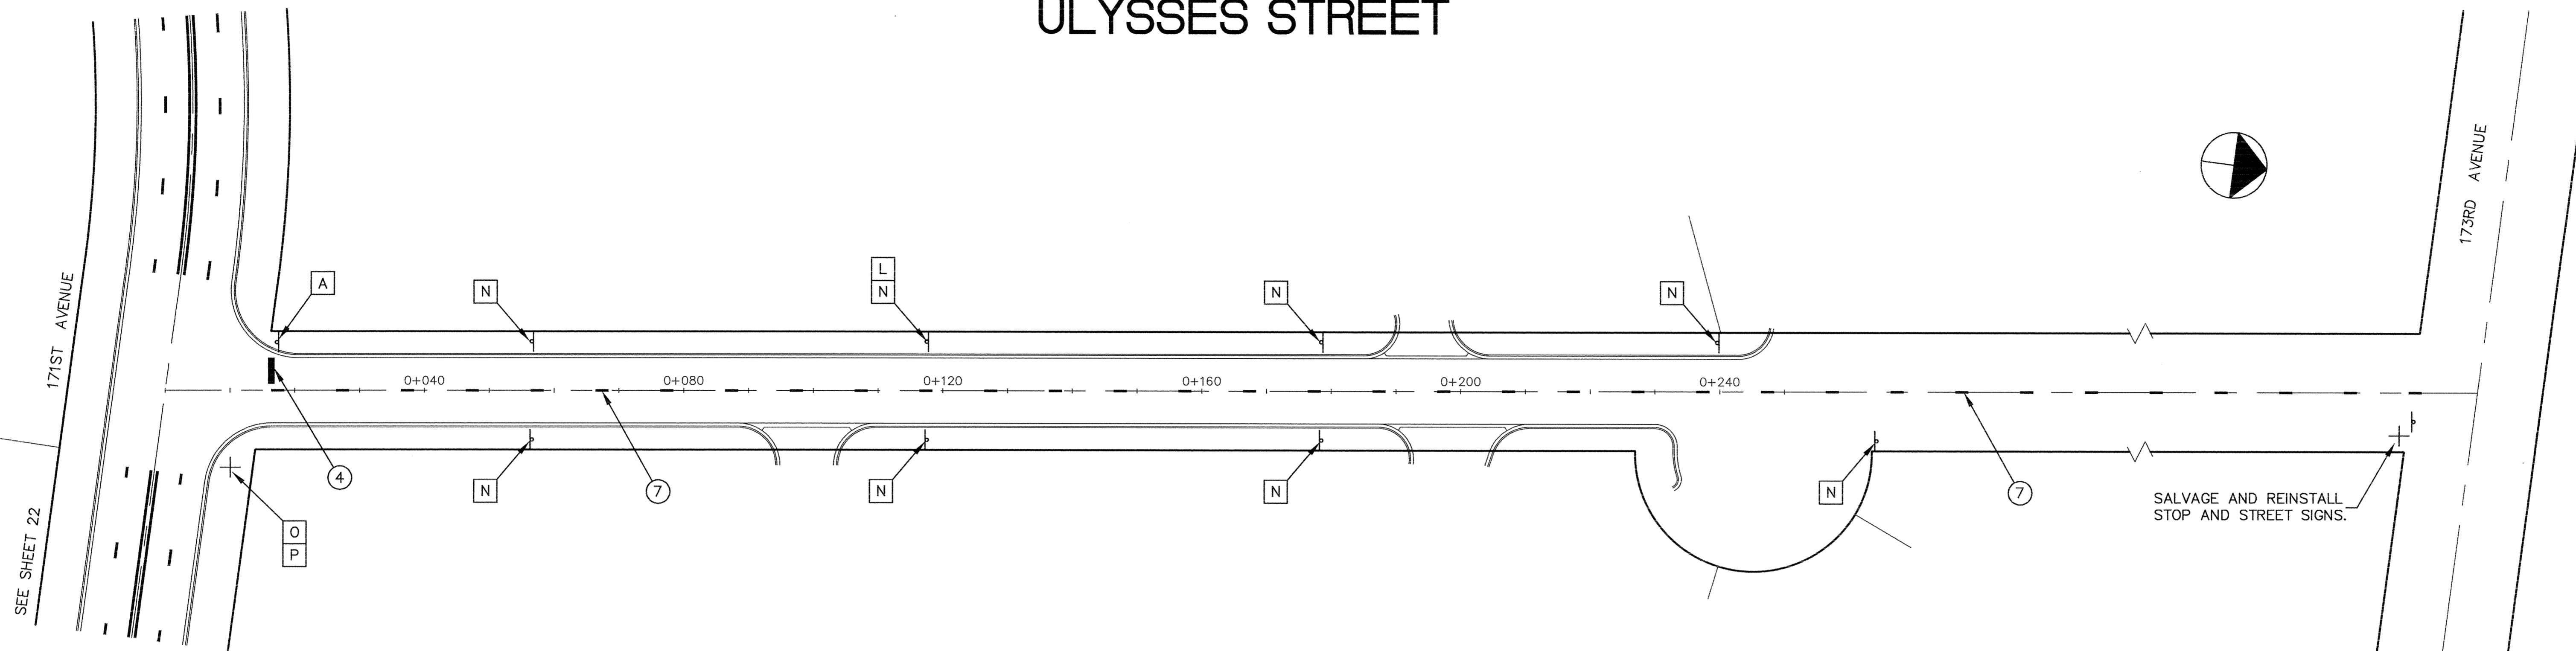 ULYSSES STREET
171ST AVENUE
SEE SHEET 22
173RD AVENUE
A
N
L
N
N
N
0+040
0+080
0+120
0+160
0+200
0+240
4
7
7
N
N
N
N
O
P
SALVAGE AND REINSTALL
STOP AND STREET SIGNS.